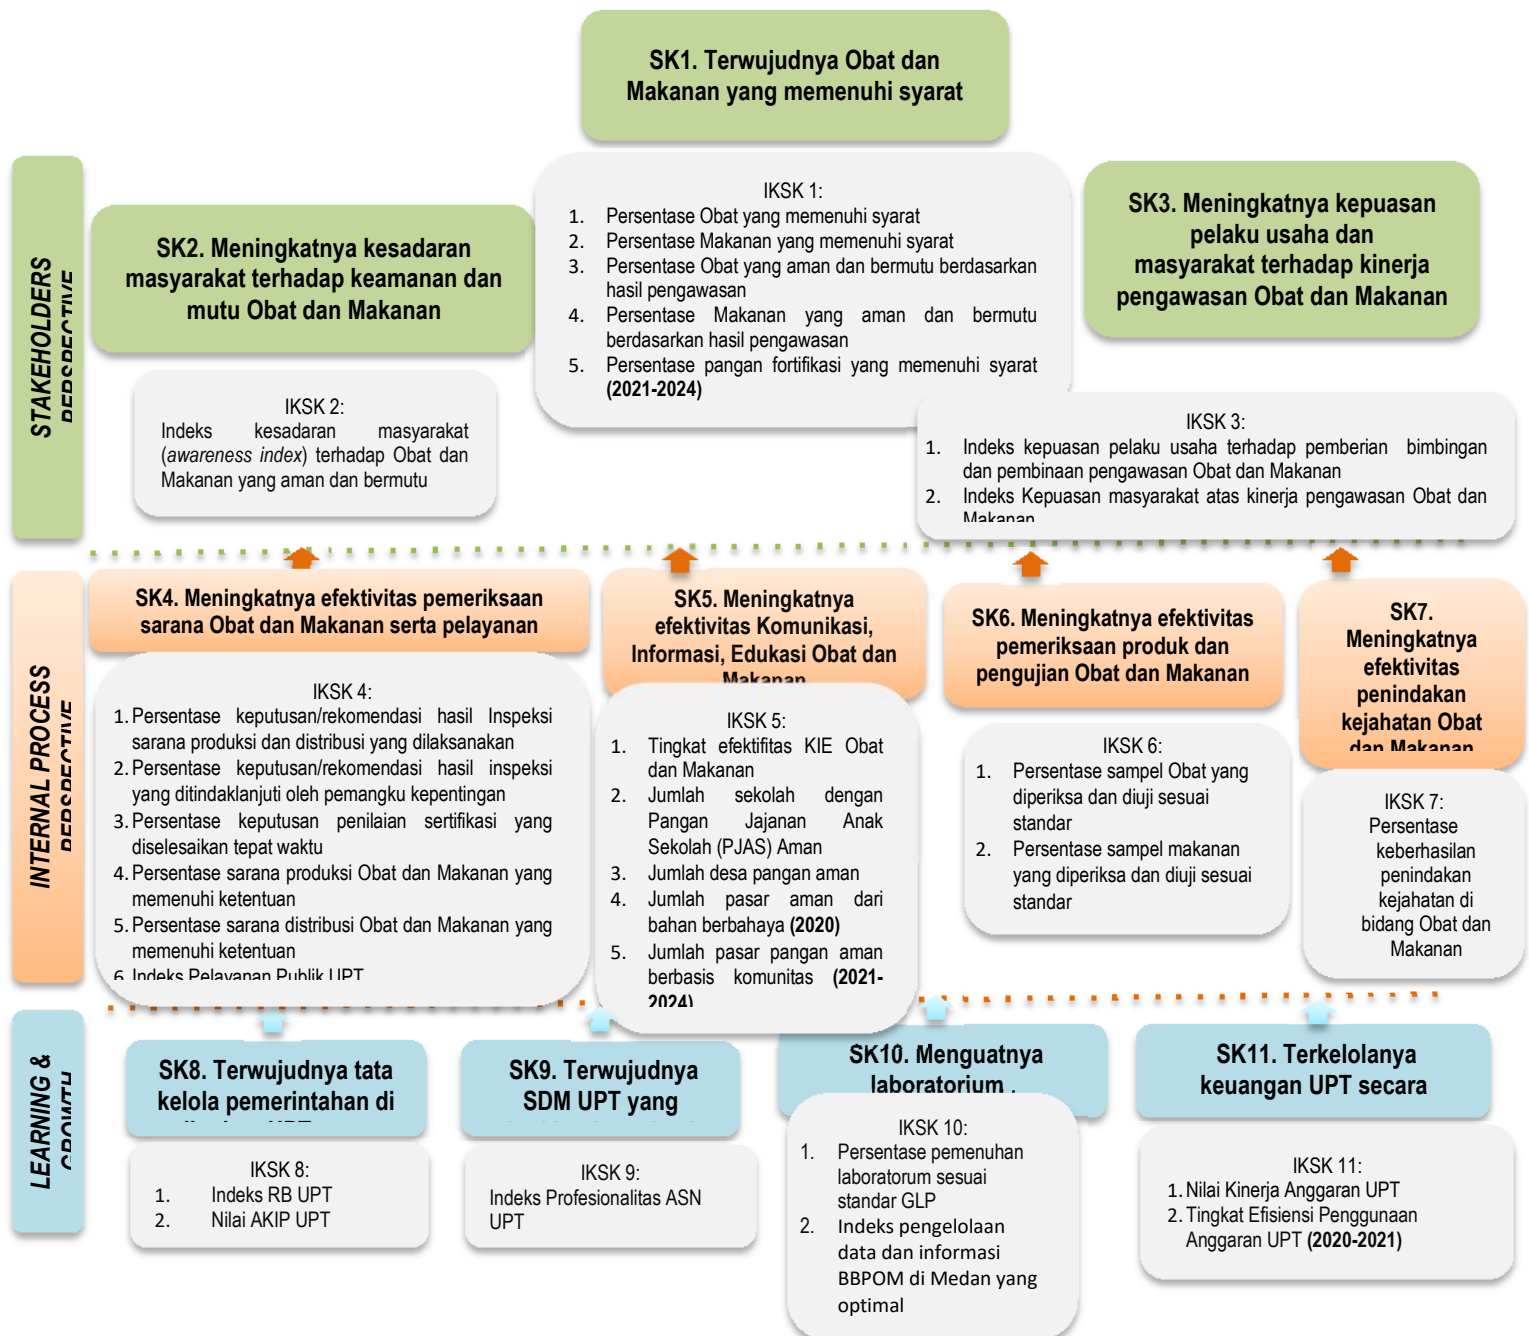 SK1. Terwujudnya Obat dan
Makanan yang memenuhi syarat
STAKEHOLDERS
PERSPECTIVE
SK2. Meningkatnya kesadaran
masyarakat terhadap keamanan dan
mutu Obat dan Makanan
IKSK 1:
1. Persentase Obat yang memenuhi syarat
2. Persentase Makanan yang memenuhi syarat
3. Persentase Obat yang aman dan bermutu berdasarkan
hasil pengawasan
4. Persentase Makanan yang aman dan bermutu
berdasarkan hasil pengawasan
5. Persentase pangan fortifikasi yang memenuhi syarat
(2021-2024)
SK3. Meningkatnya kepuasan
pelaku usaha dan
masyarakat terhadap kinerja
pengawasan Obat dan Makanan
IKSK 2:
Indeks kesadaran masyarakat
(awareness index) terhadap Obat dan
Makanan yang aman dan bermutu
IKSK 3:
1. Indeks kepuasan pelaku usaha terhadap pemberian bimbingan
dan pembinaan pengawasan Obat dan Makanan
2. Indeks Kepuasan masyarakat atas kinerja pengawasan Obat dan
Makanan
INTERNAL PROCESS
PERSPECTIVE
SK4. Meningkatnya efektivitas pemeriksaan
sarana Obat dan Makanan serta pelayanan
IKSK 4:
1. Persentase keputusan/rekomendasi hasil Inspeksi
sarana produksi dan distribusi yang dilaksanakan
2. Persentase keputusan/rekomendasi hasil inspeksi
yang ditindaklanjuti oleh pemangku kepentingan
3. Persentase keputusan penilaian sertifikasi yang
diselesaikan tepat waktu
4. Persentase sarana produksi Obat dan Makanan yang
memenuhi ketentuan
5. Persentase sarana distribusi Obat dan Makanan yang
memenuhi ketentuan
6. Indeks Pelayanan Publik UPT
SK5. Meningkatnya
efektivitas Komunikasi,
Informasi, Edukasi Obat dan
Makanan
IKSK 5:
1. Tingkat efektifitas KIE Obat
dan Makanan
2. Jumlah sekolah dengan
Pangan Jajanan Anak
Sekolah (PJAS) Aman
3. Jumlah desa pangan aman
4. Jumlah pasar aman dari
bahan berbahaya (2020)
5. Jumlah pasar pangan aman
berbasis komunitas (2021-
2024)
SK6. Meningkatnya efektivitas
pemeriksaan produk dan
pengujian Obat dan Makanan
IKSK 6:
1. Persentase sampel Obat yang
diperiksa dan diuji sesuai
standar
2. Persentase sampel makanan
yang diperiksa dan diuji sesuai
standar
SK7.
Meningkatnya
efektivitas
penindakan
kejahatan Obat
dan Makanan
IKSK 7:
Persentase
keberhasilan
penindakan
kejahatan di
bidang Obat dan
Makanan
LEARNING &
GROWTH
SK8. Terwujudnya tata
kelola pemerintahan di
IKSK 8:
1. Indeks RB UPT
2. Nilai AKIP UPT
SK9. Terwujudnya
SDM UPT yang
IKSK 9:
Indeks Profesionalitas ASN
UPT
SK10. Menguatnya
laboratorium
IKSK 10:
1. Persentase pemenuhan
laboratorum sesuai
standar GLP
2. Indeks pengelolaan
data dan informasi
BBPOM di Medan yang
optimal
SK11. Terkelolanya
keuangan UPT secara
IKSK 11:
1. Nilai Kinerja Anggaran UPT
2. Tingkat Efisiensi Penggunaan
Anggaran UPT (2020-2021)